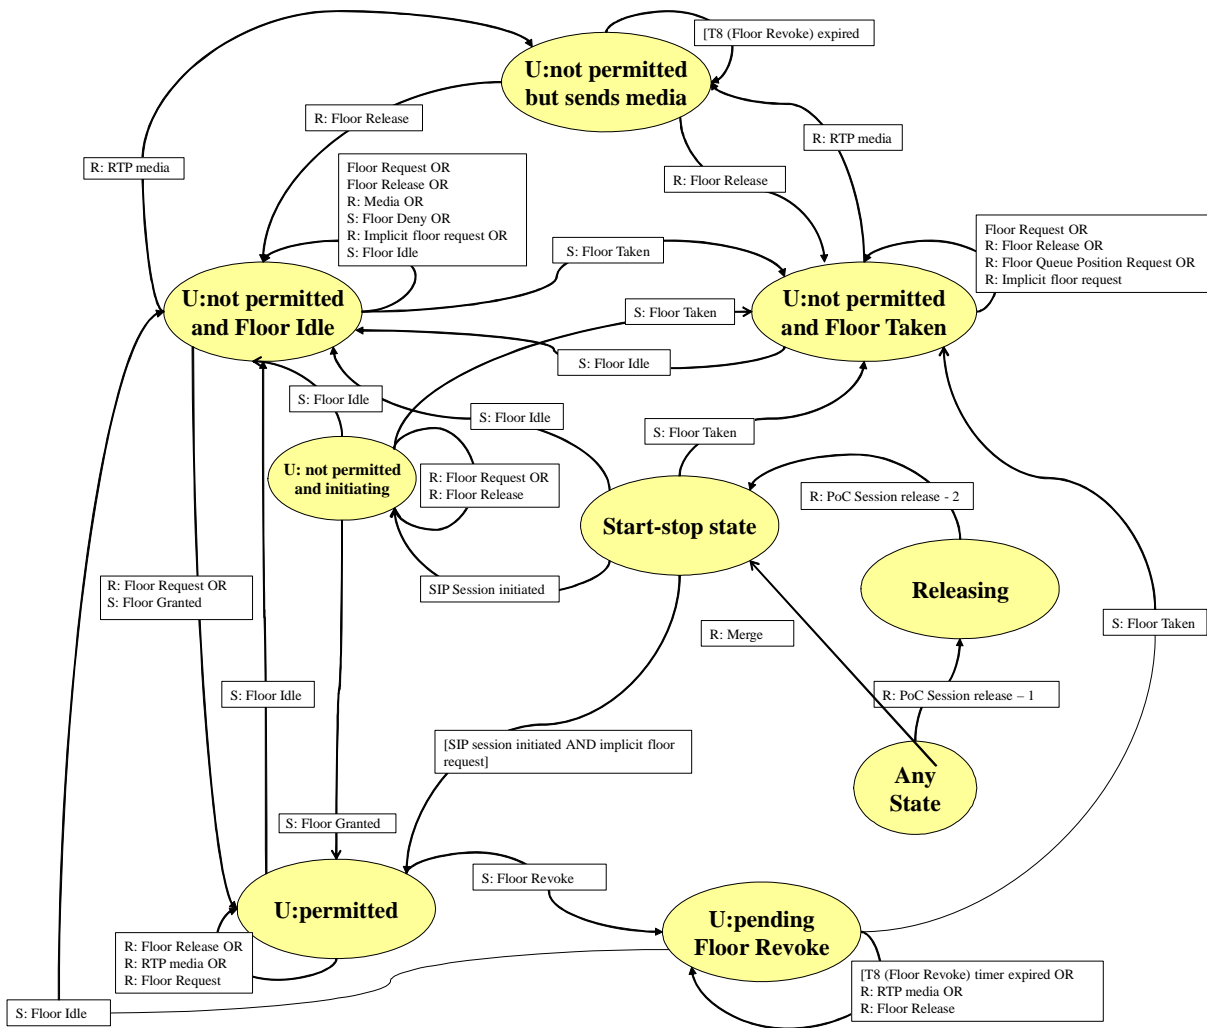 [T8 (Floor Revoke) expired
U:not permitted
but sends media
R: Floor Release
R: RTP media
R: RTP media
Floor Request OR
Floor Release OR
R: Media OR
S: Floor Deny OR
R: Implicit floor request OR
S: Floor Idle
R: Floor Release
S: Floor Taken
Floor Request OR
R: Floor Release OR
R: Floor Queue Position Request OR
R: Implicit floor request
U:not permitted
and Floor Idle
S: Floor Taken
U:not permitted
and Floor Taken
S: Floor Idle
S: Floor Idle
S: Floor Idle
S: Floor Taken
U: not permitted
and initiating
R: Floor Request OR
R: Floor Release
R: PoC Session release - 2
Start-stop state
SIP Session initiated
Releasing
R: Floor Request OR
S: Floor Granted
R: Merge
S: Floor Taken
S: Floor Idle
R: PoC Session release – 1
[SIP session initiated AND implicit floor
request]
Any
State
S: Floor Granted
S: Floor Revoke
U:permitted
U:pending
Floor Revoke
R: Floor Release OR
R: RTP media OR
R: Floor Request
[T8 (Floor Revoke) timer expired OR
R: RTP media OR
R: Floor Release
S: Floor Idle